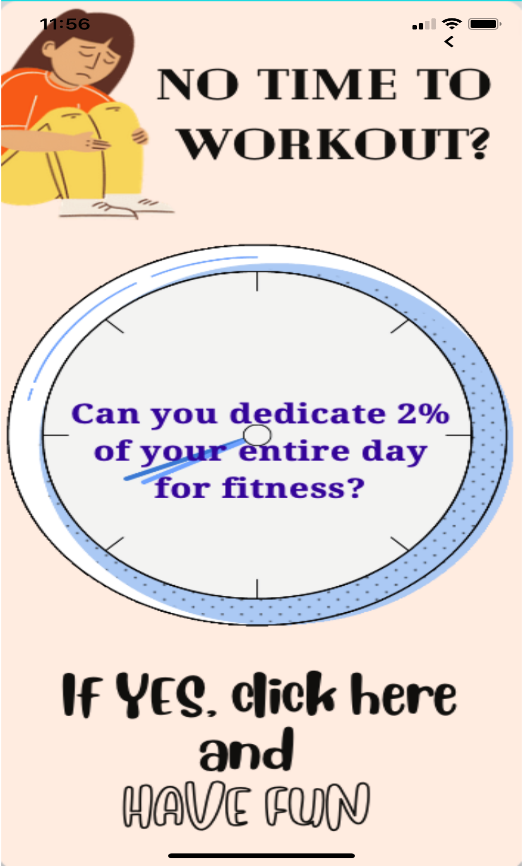 11:56
NO TIME TO
WORKOUT?
Can you dedicate 2%
of your entire day
for fitness?
If YES, click here
and
HAVE FUN